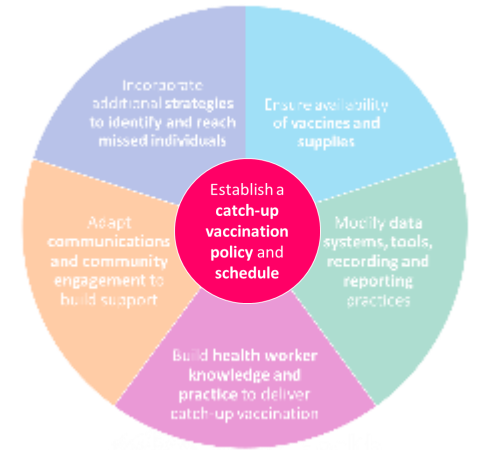 Incorporate
additional strategies
to identify and reach
missed individuals
Ensure availability
of vaccines and
supplies
Establish a
catch-up
vaccination
policy and
schedule
Adapt
communications
and community
engagement to
build support
Modify data
systems, tools,
recording and
reporting
practices
Build health worker
knowledge and
practice to deliver
catch-up vaccination